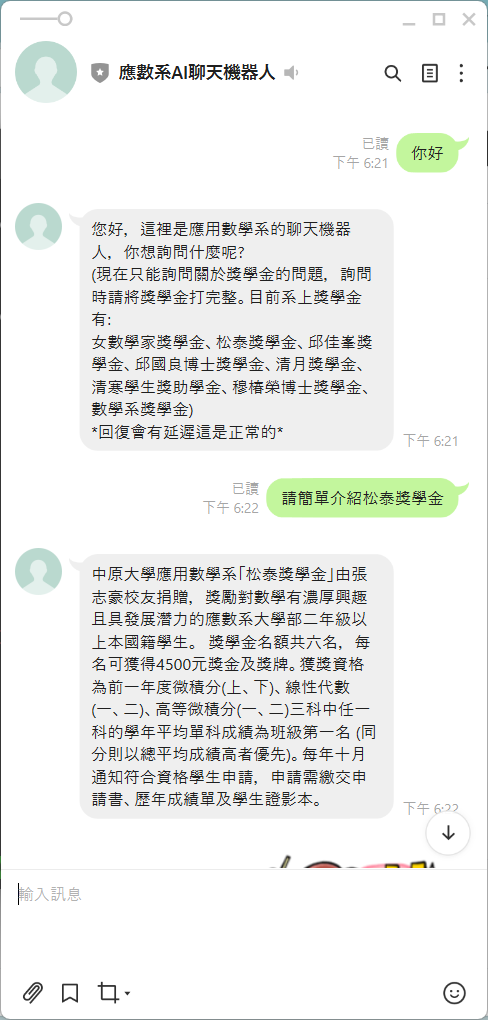 應數系AI聊天機器人
已讀
下午 6:21
你好
您好，這裡是應用數學系的聊天機器
人，你想詢問什麼呢?
(現在只能詢問關於獎學金的問題，詢問
時請將獎學金打完整。目前系上獎學金
有:
女數學家獎學金、松泰獎學金、邱佳峯獎
學金、邱國良博士獎學金、清月獎學金、
清寒學生獎助學金、穆椿榮博士獎學金、
數學系獎學金)
*回復會有延遲這是正常的*
下午 6:21
已讀
下午 6:22
請簡單介紹松泰獎學金
中原大學應用數學系「松泰獎學金」由張
志豪校友捐贈，獎勵對數學有濃厚興趣
且具發展潛力的應數系大學部二年級以
上本國籍學生。 獎學金名額共六名，每
名可獲得4500元獎金及獎牌。獲獎資格
為前一年度微積分(上、下)、線性代數
(一、二)、高等微積分(一、二)三科中任一
科的學年平均單科成績為班級第一名 (同
分則以總平均成績高者優先)。每年十月
通知符合資格學生申請，申請需繳交申
請書、歷年成績單及學生證影本。
下午 6:22
輸入訊息